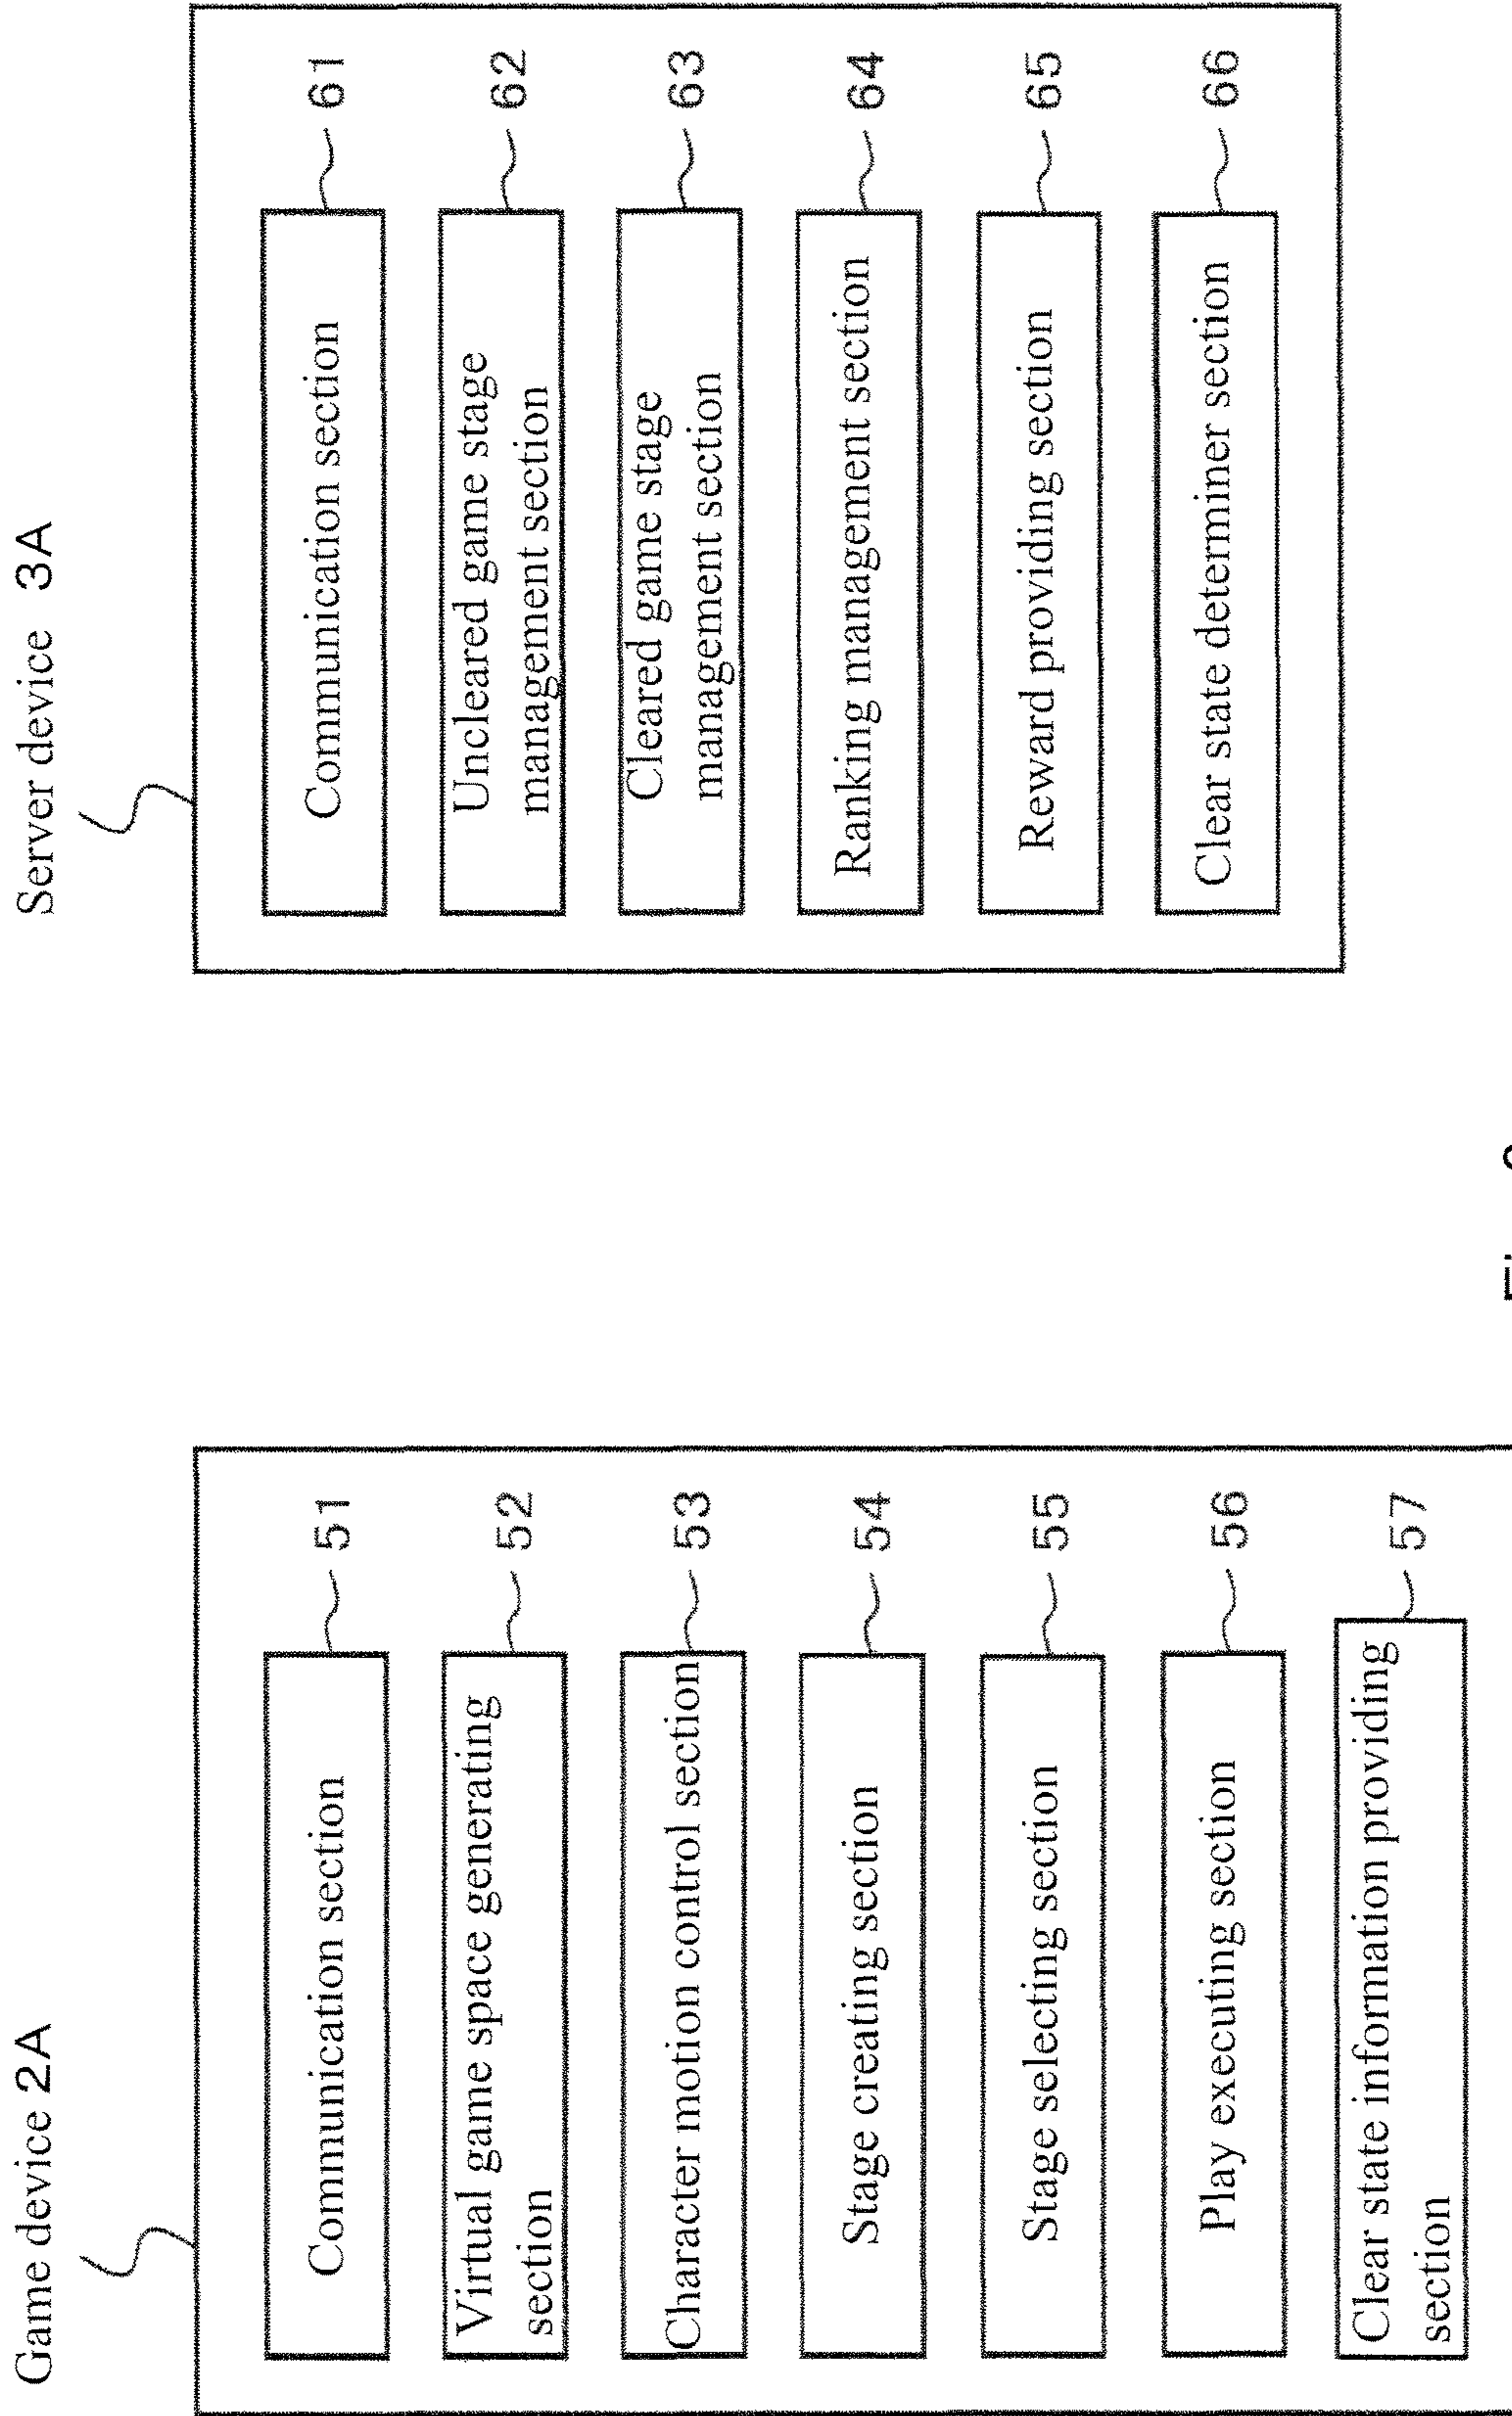 Game device 2A
Communication section
51
Virtual game space generating
section
52
Character motion control section
53
Stage creating section
54
Stage selecting section
55
Play executing section
56
Clear state information providing
section
57
Server device 3A
Communication section
61
Uncleared game stage
management section
62
Cleared game stage
management section
63
Ranking management section
64
Reward providing section
65
Clear state determiner section
66